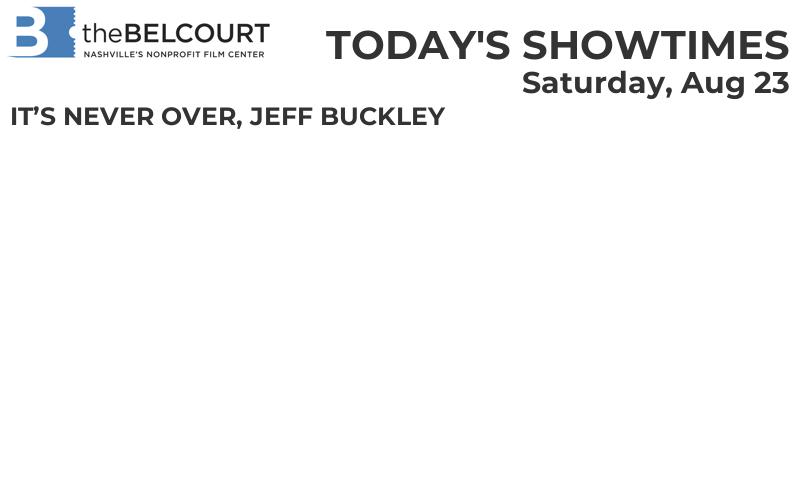 B theBELCOURT
NASHVILLE'S NONPROFIT FILM CENTER
TODAY'S SHOWTIMES
Saturday, Aug 23
IT’S NEVER OVER, JEFF BUCKLEY